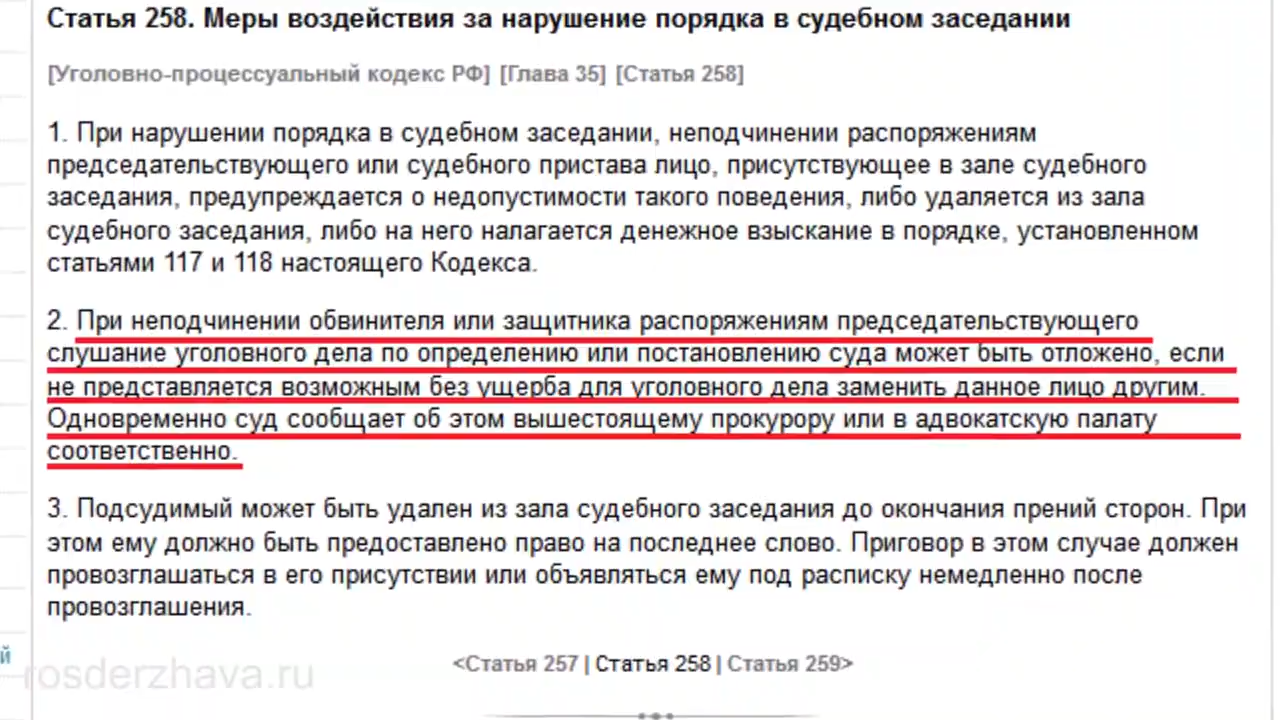 Статья 258. Меры воздействия за нарушение порядка в судебном заседании
[Уголовно-процессуальный кодекс РФ] [Глава 35] [Статья 258]
1. При нарушении порядка в судебном заседании, неподчинении распоряжениям
председательствующего или судебного пристава лицо, присутствующее в зале судебного
заседания, предупреждается о недопустимости такого поведения, либо удаляется из зала
судебного заседания, либо на него налагается денежное взыскание в порядке, установленном
статьями 117 и 118 настоящего Кодекса.
2. При неподчинении обвинителя или защитника распоряжениям председательствующего
слушание уголовного дела по определению или постановлению суда может быть отложено, если
не представляется возможным без ущерба для уголовного дела заменить данное лицо другим.
Одновременно суд сообщает об этом вышестоящему прокурору или в адвокатскую палату
соответственно.
3. Подсудимый может быть удален из зала судебного заседания до окончания прений сторон. При
этом ему должно быть предоставлено право на последнее слово. Приговор в этом случае должен
провозглашаться в его присутствии или объявляться ему под расписку немедленно после
провозглашения.
й
rosderzhava.ru
<Статья 257 | Статья 258 | Статья 259>